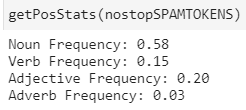 getPosStats(nostopSPAMTOKENS)
Noun Frequency: 0.58
Verb Frequency: 0.15
Adjective Frequency: 0.20
Adverb Frequency: 0.03